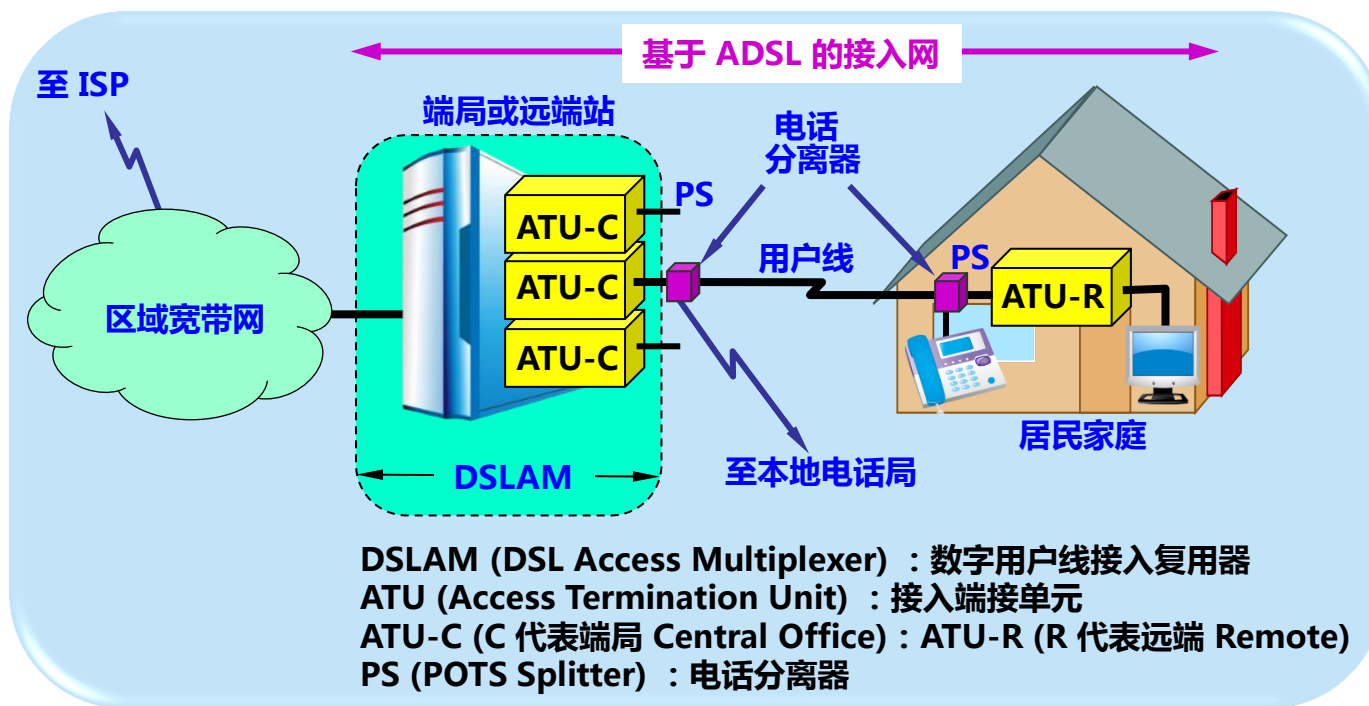 基于 ADSL 的接入网
至 ISP
端局或远端站
电话
分离器
PS
ATU-C
用户线
PS
ATU-C
ATU-R
区域宽带网
ATU-C
居民家庭
DSLAM
至本地电话局
DSLAM (DSL Access Multiplexer) ：数字用户线接入复用器
ATU (Access Termination Unit) ：接入端接单元
ATU-C (C 代表端局 Central Office)：ATU-R (R 代表远端 Remote)
PS (POTS Splitter) ：电话分离器